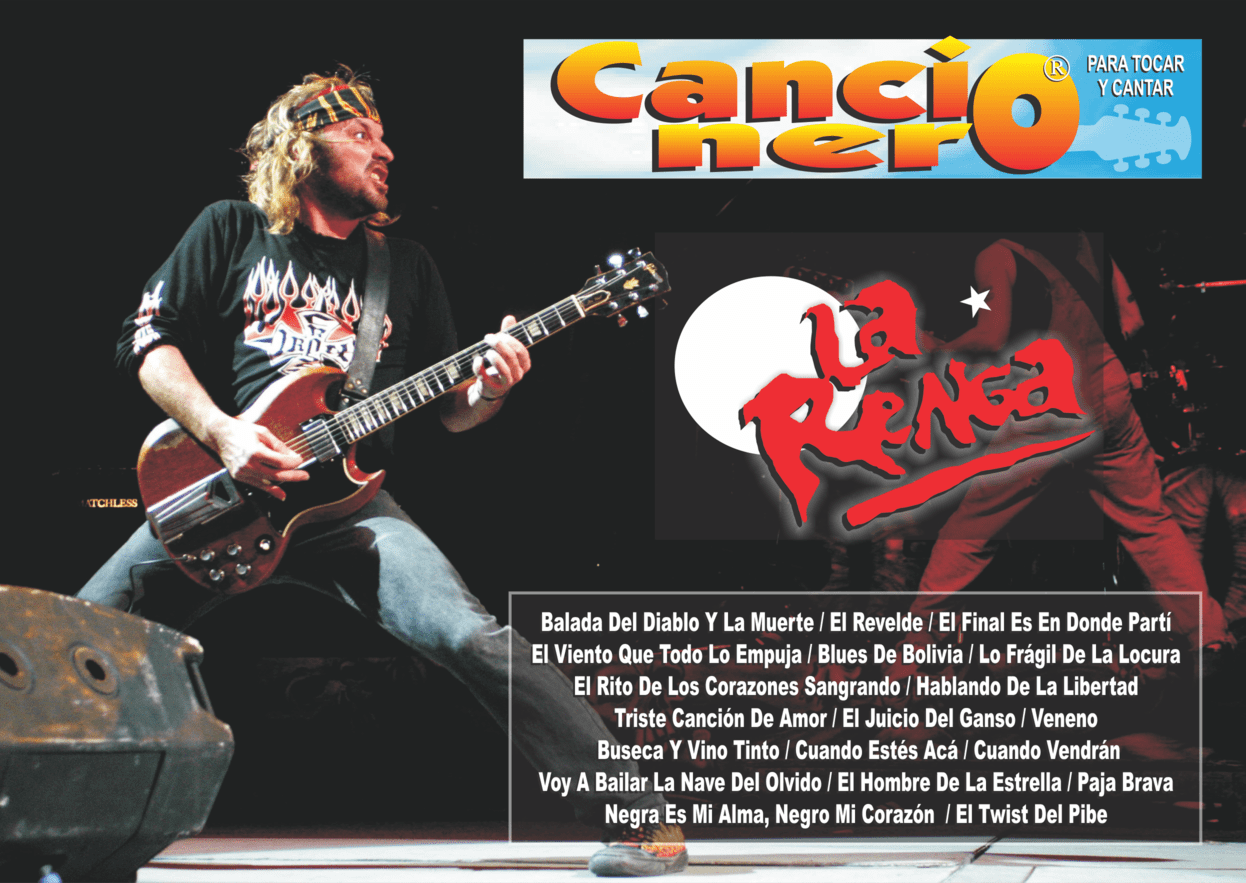 Cancio
nero
®
PARA TOCAR
Y CANTAR
La
Renga
ATCHLESS
Balada Del Diablo Y La Muerte / El Revelde / El Final Es En Donde Partí
El Viento Que Todo Lo Empuja / Blues De Bolivia / Lo Frágil De La Locura
El Rito De Los Corazones Sangrando / Hablando De La Libertad
Triste Canción De Amor / El Juicio Del Ganso / Veneno
Buseca Y Vino Tinto / Cuando Estés Acá / Cuando Vendrán
Voy A Bailar La Nave Del Olvido / El Hombre De La Estrella / Paja Brava
Negra Es Mi Alma, Negro Mi Corazón / El Twist Del Pibe